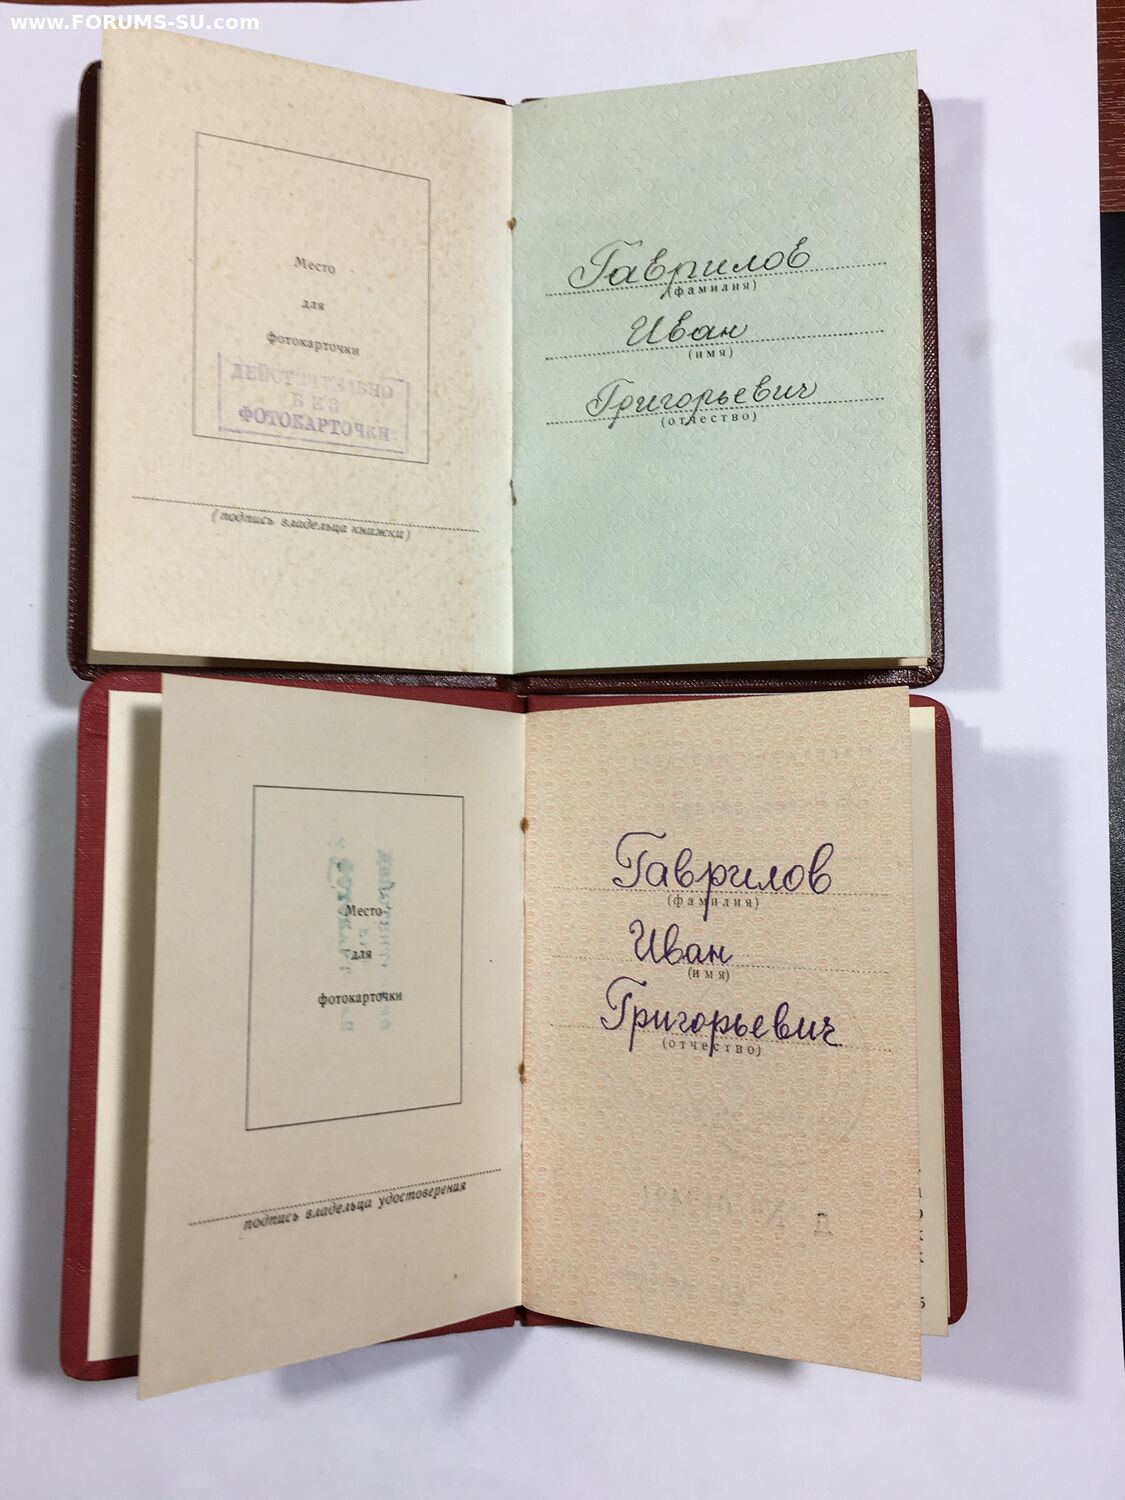 www.FORUMS-SU.com
Место
для
фотокарточки
ДЕЙСТВИТЕЛЬНО
БЕЗ
ФОТОКАРТОЧКИ
(подпись владельца книжки)
Гаврилов
(фамилия)
Иван
(имя)
Григорьевич
(отчество)
Место
для
фотокарточки
подпись владельца удостоверения
Гаврилов
(фамилия)
Иван
(имя)
Григорьевич
(отчество)